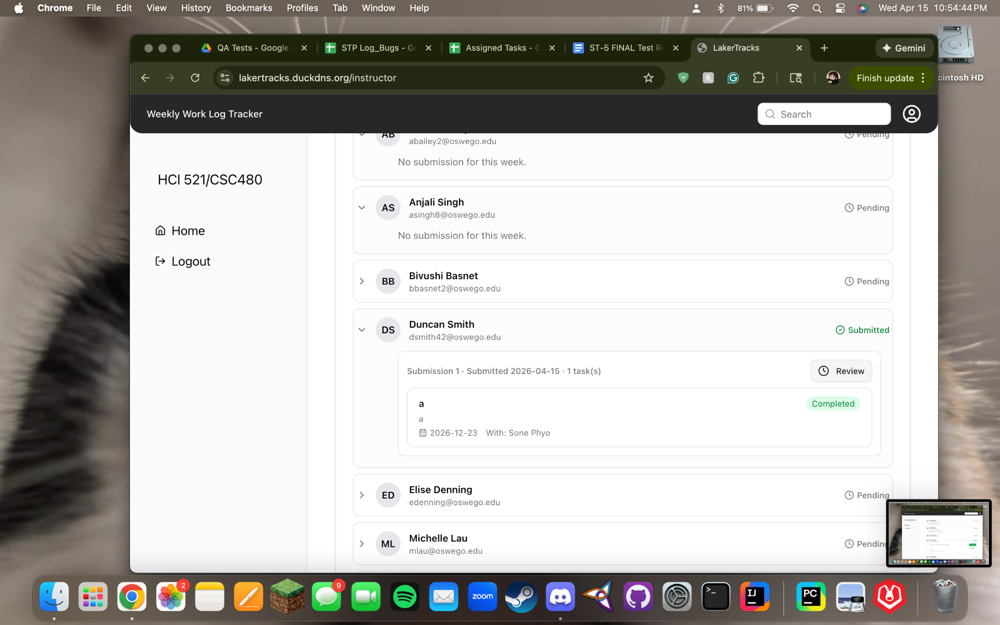 Chrome File Edit View History Bookmarks Profiles Tab Window Help 81% Wed Apr 15 10:54:44 PM
QA Tests - Google STP Log_Bugs - Go Assigned Tasks - G ST-5 FINAL Test Re LakerTracks Gemini
lakertracks.duckdns.org/instructor Finish update
cintosh HD
Weekly Work Log Tracker Search
HCI 521/CSC480
Home
Logout
AB Pending
abailey2@oswego.edu
No submission for this week.
AS Anjali Singh Pending
asingh8@oswego.edu
No submission for this week.
BB Bivushi Basnet Pending
bbasnet2@oswego.edu
DS Duncan Smith Submitted
dsmith42@oswego.edu
Submission 1 · Submitted 2026-04-15 · 1 task(s) Review
a Completed
a
2026-12-23 With: Sone Phyo
ED Elise Denning Pending
edenning@oswego.edu
ML Michelle Lau Pending
mlau@oswego.edu
2 9 zoom >_ IJ PC